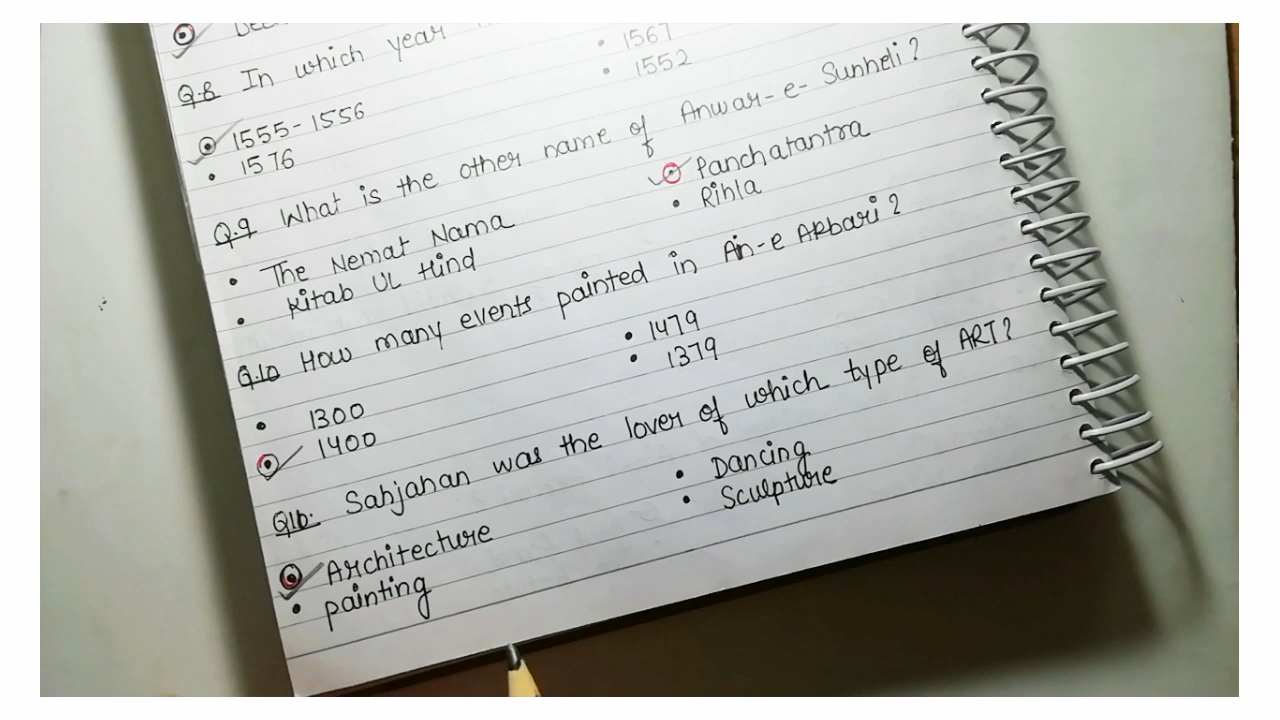 Q.8 In which year
1555-1556
1576
1567
1552
Q.9 What is the other name of Anwar-e-Sunheli?
The Nemat Nama
Kitab UL Hind
Panchatantra
Rihla
Q.10 How many events painted in Ain-e Akbari?
1300
1400
1479
1379
Q1b. Sahjahan was the lover of which type of ART?
Architecture
painting
Dancing
Sculpture